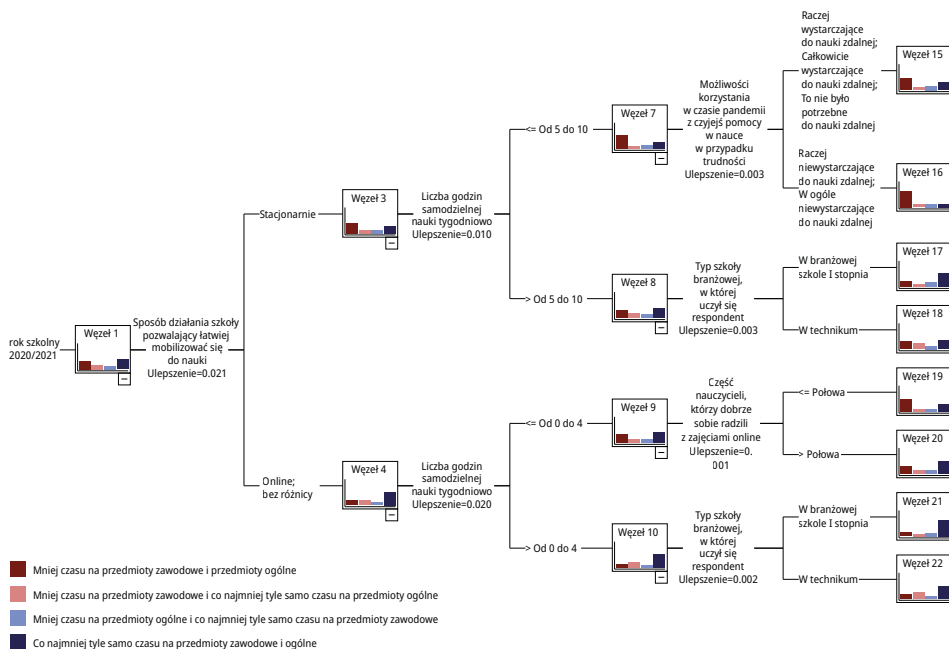 rok szkolny
2020/2021
Węzeł 1
Sposób działania szkoły
pozwalający łatwiej
mobilizować się
do nauki
Ulepszenie=0.021
Stacjonarnie
Węzeł 3
Liczba godzin
samodzielnej
nauki tygodniowo
Ulepszenie=0.010
<= Od 5 do 10
Węzeł 7
Możliwości
korzystania
w czasie pandemii
z czyjejś pomocy
w nauce
w przypadku
trudności
Ulepszenie=0.003
Raczej
wystarczające
do nauki zdalnej;
Całkowicie
wystarczające
do nauki zdalnej;
To nie było
potrzebne
do nauki zdalnej
Węzeł 15
Raczej
niewystarczające
do nauki zdalnej;
W ogóle
niewystarczające
do nauki zdalnej
Węzeł 16
> Od 5 do 10
Węzeł 8
Typ szkoły
branżowej,
w której
uczył się
respondent
Ulepszenie=0.003
W branżowej
szkole I stopnia
Węzeł 17
W technikum
Węzeł 18
Online;
bez różnicy
Węzeł 4
Liczba godzin
samodzielnej
nauki tygodniowo
Ulepszenie=0.020
<= Od 0 do 4
Węzeł 9
Część
nauczycieli,
którzy dobrze
sobie radzili
z zajęciami online
Ulepszenie=0.
001
<= Połowa
Węzeł 19
> Połowa
Węzeł 20
> Od 0 do 4
Węzeł 10
Typ szkoły
branżowej,
w której
uczył się
respondent
Ulepszenie=0.002
W branżowej
szkole I stopnia
Węzeł 21
W technikum
Węzeł 22
Mniej czasu na przedmioty zawodowe i przedmioty ogólne
Mniej czasu na przedmioty zawodowe i co najmniej tyle samo czasu na przedmioty ogólne
Mniej czasu na przedmioty ogólne i co najmniej tyle samo czasu na przedmioty zawodowe
Co najmniej tyle samo czasu na przedmioty zawodowe i ogólne